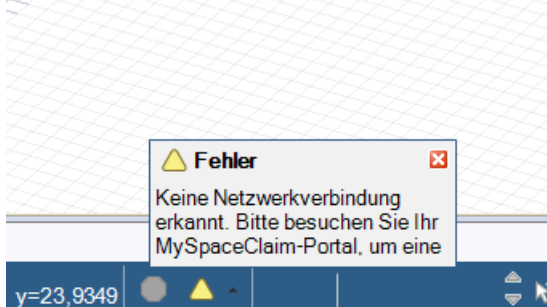 Fehler
Keine Netzwerkverbindung
erkannt. Bitte besuchen Sie Ihr
MySpaceClaim-Portal, um eine
y=23,9349